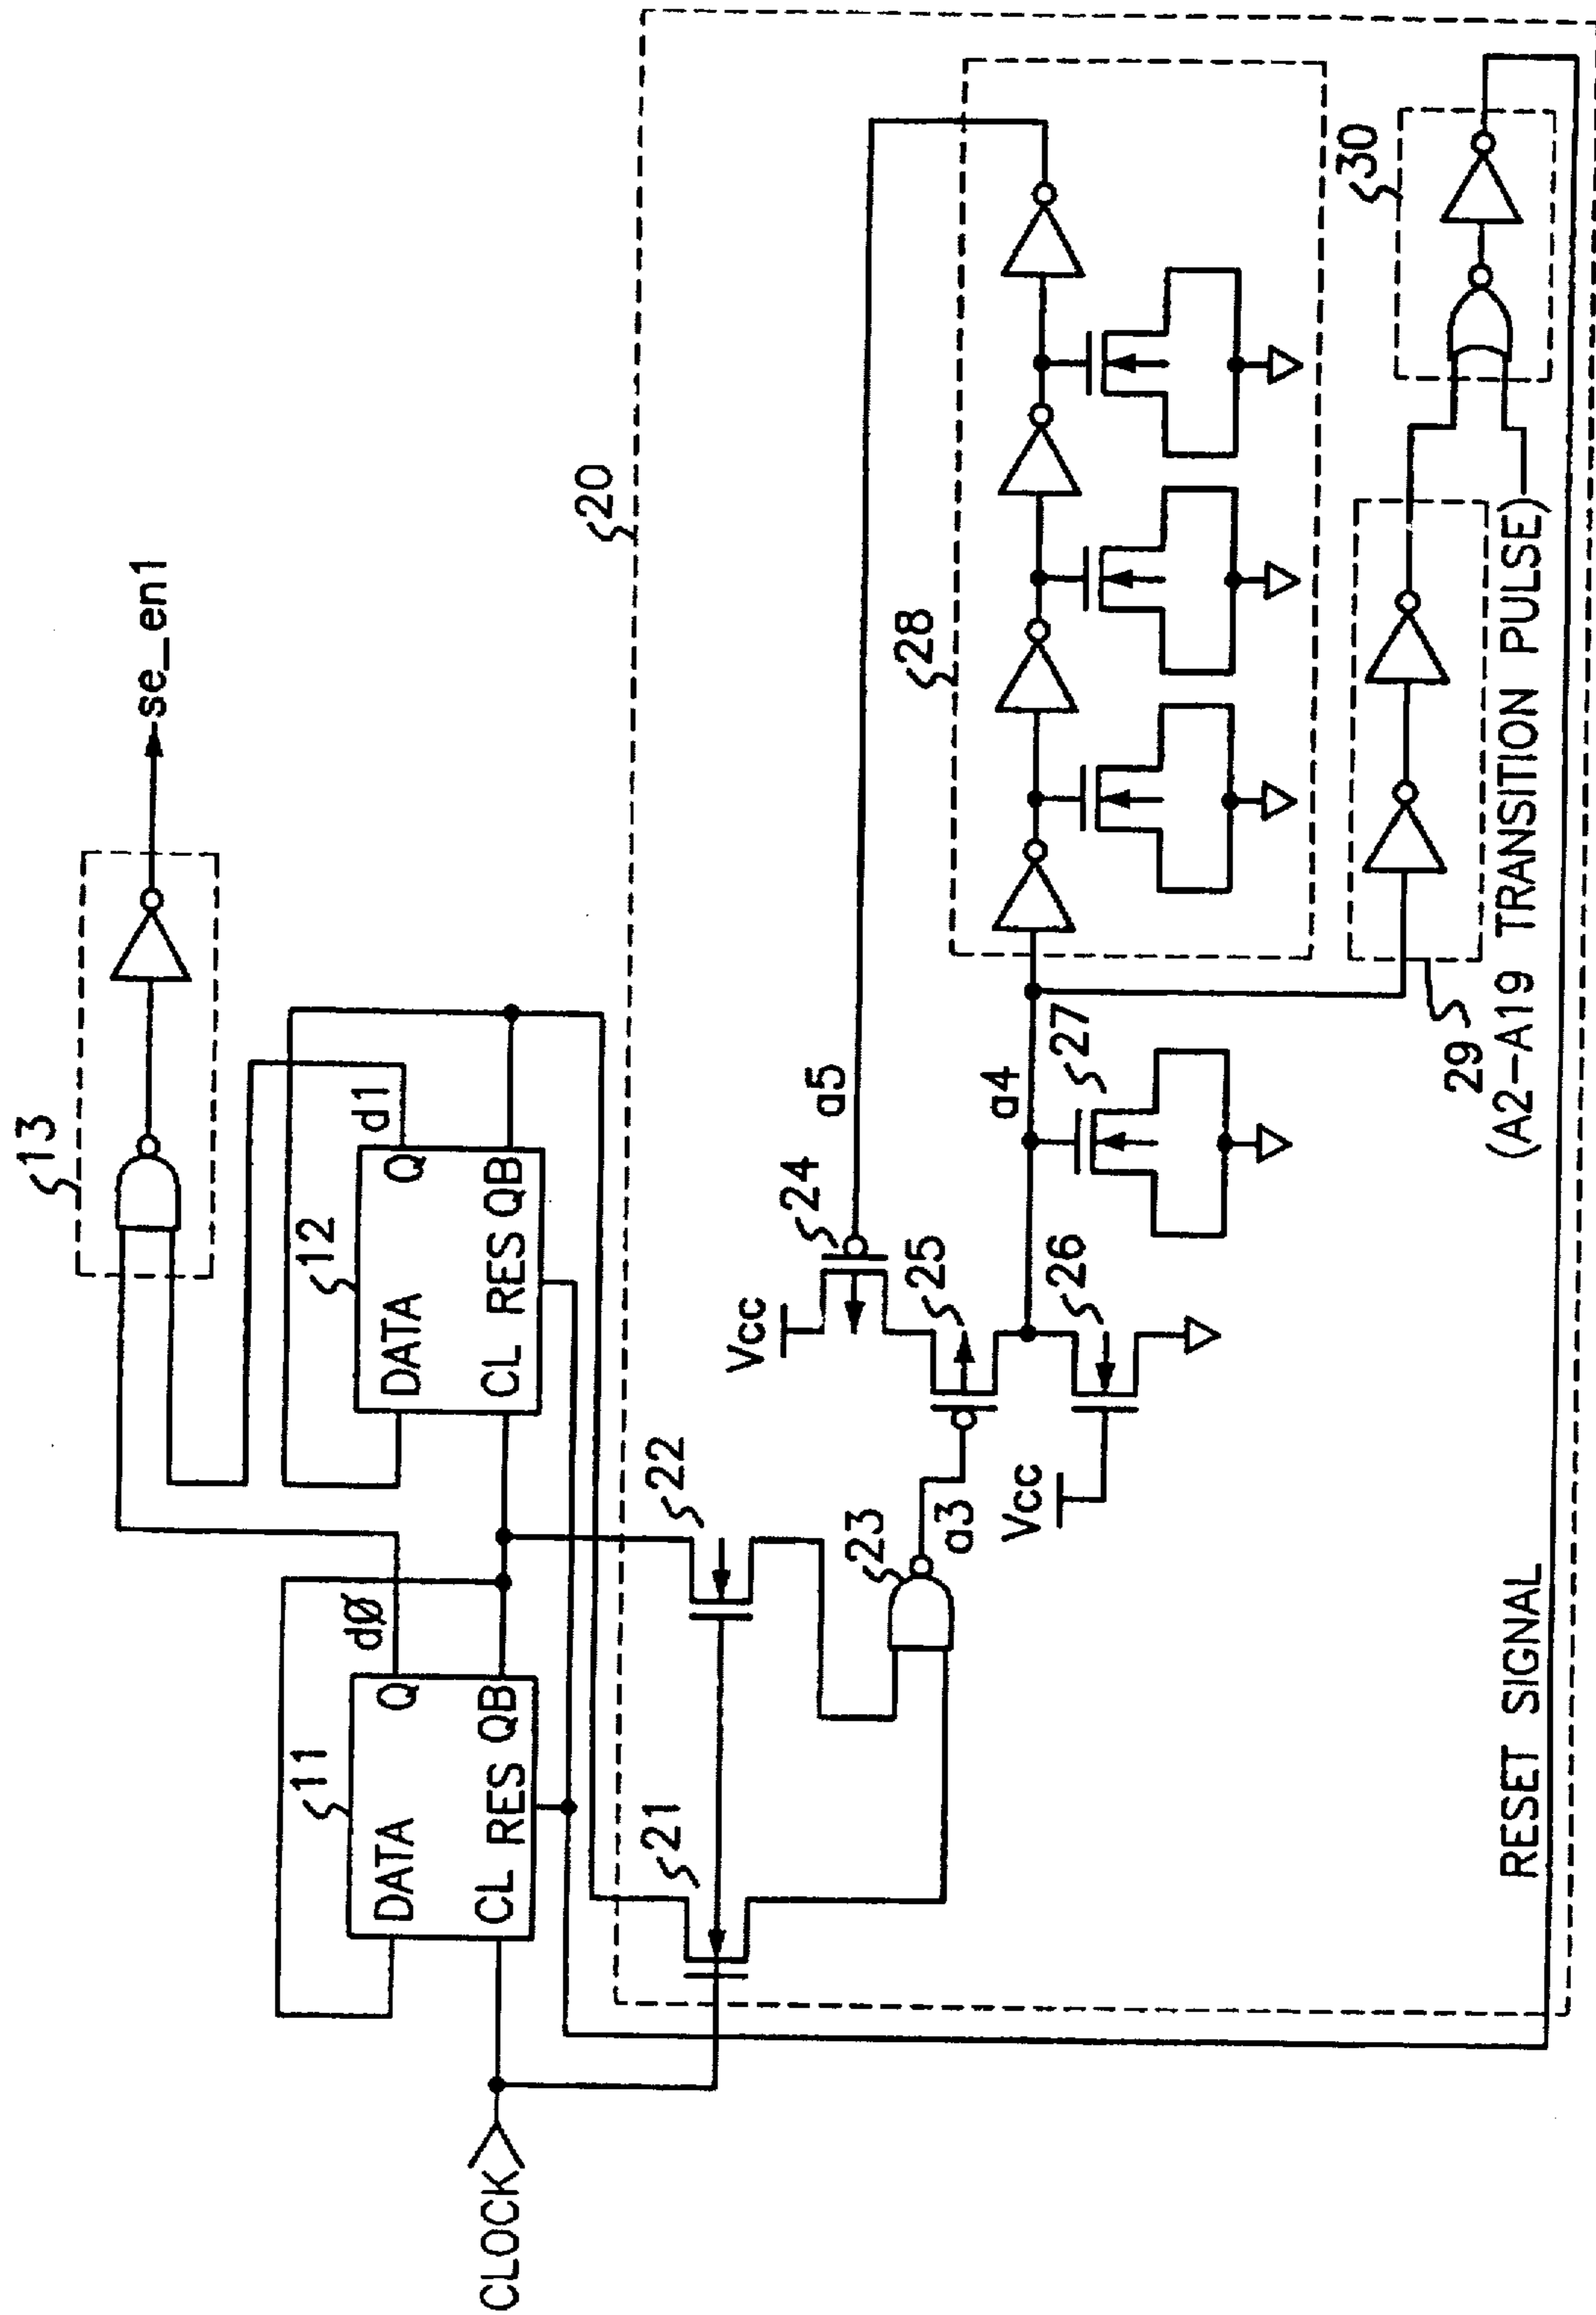 13
se_en1
11
DATA
Q
CL RES QB
dØ
12
DATA
Q
CL RES QB
d1
CLOCK
20
21
22
23
a3
Vcc
24
25
Vcc
26
a5
a4
27
28
29
30
(A2-A19 TRANSITION PULSE)
RESET SIGNAL